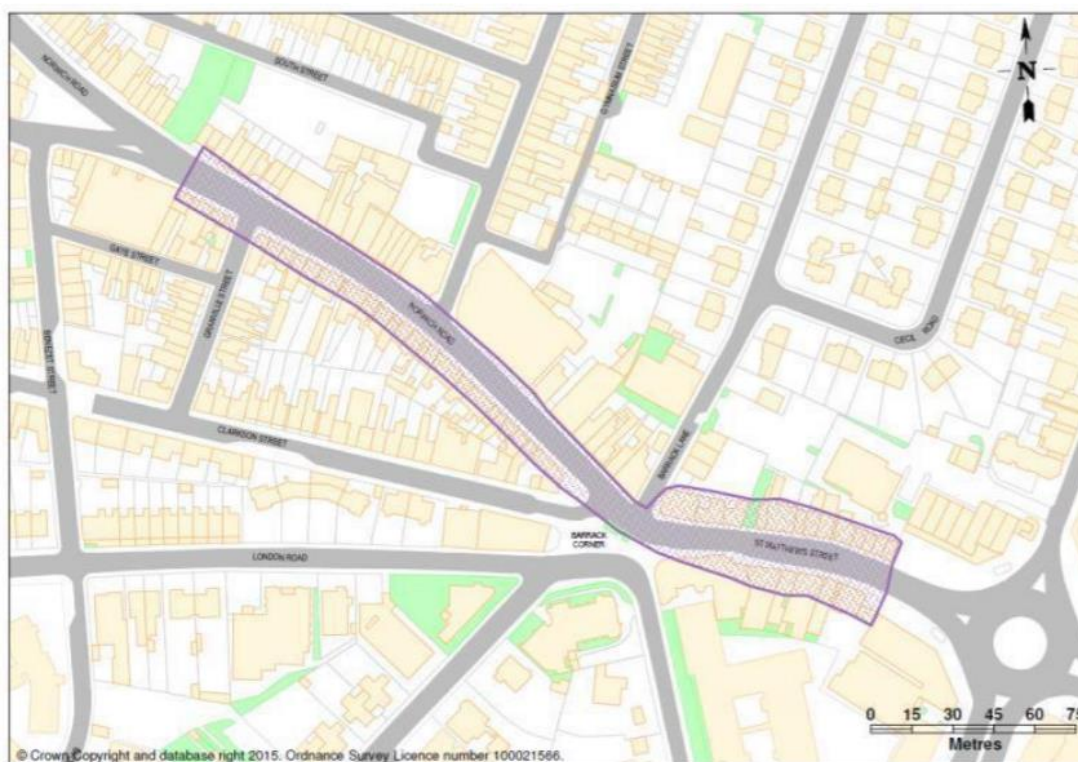 NORWICH ROAD
SOUTH STREET
N
GAYE STREET
GRANVILLE STREET
NORWICH ROAD
CECIL ROAD
BENEZET STREET
CLARKSON STREET
BARRACK LANE
BARRACK
CORNER
ST MATTHEWS STREET
LONDON ROAD
0 15 30 45 60 75
Metres
© Crown Copyright and database right 2015. Ordnance Survey Licence number 100021566.